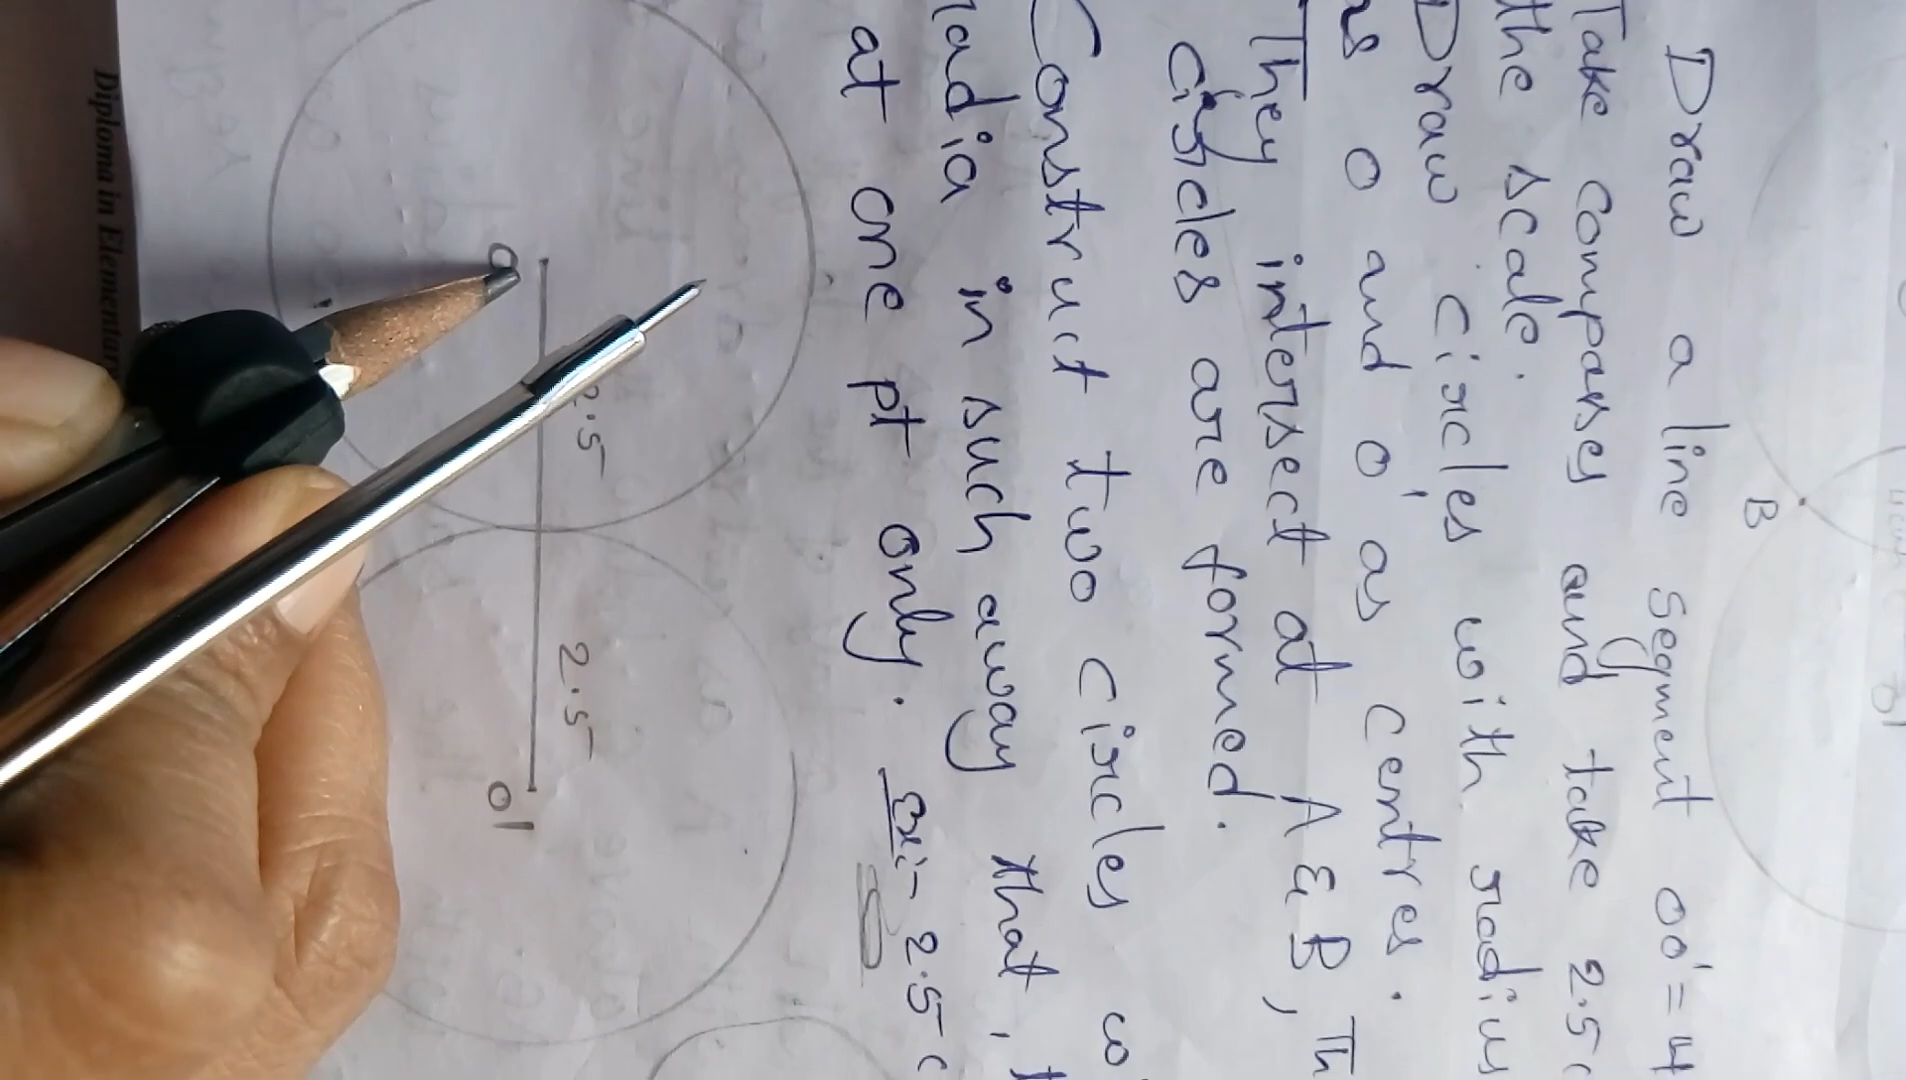 B
Draw a line segment OO' = 4
Take compasses and take 2.5
the scale.
Draw circles with radius
O and O' as centres.
They intersect at A & B, Th
circles are formed.
Construct two circles w
radia in such away that,
at one pt only. Ex:- 2.5 c
2.5
2.5
O
O'
Diploma in Elementar